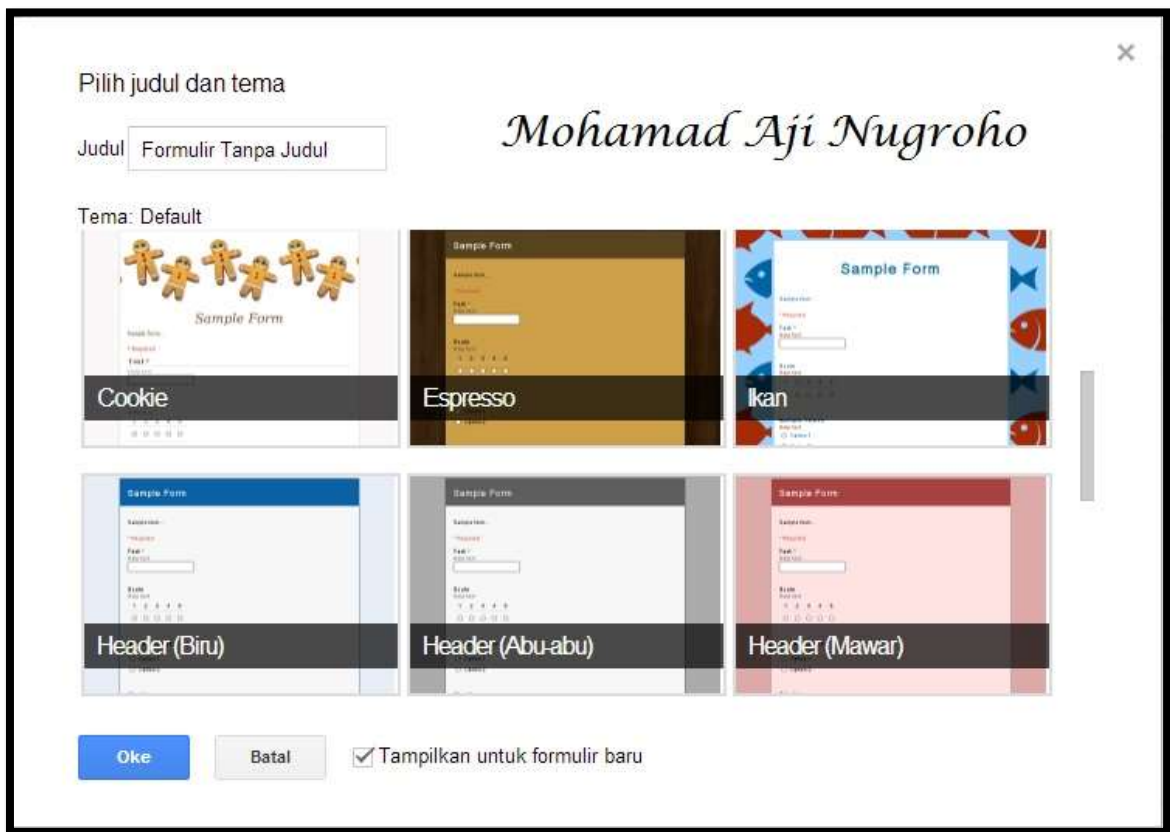 Pilih judul dan tema
Mohamad Aji Nugroho
Judul Formulir Tanpa Judul
Tema: Default
Sample Form
Cookie
Sample Form
Espresso
Sample Form
Ikan
Sample Form
Header (Biru)
Sample Form
Header (Abu-abu)
Sample Form
Header (Mawar)
Oke
Batal
Tampilkan untuk formulir baru